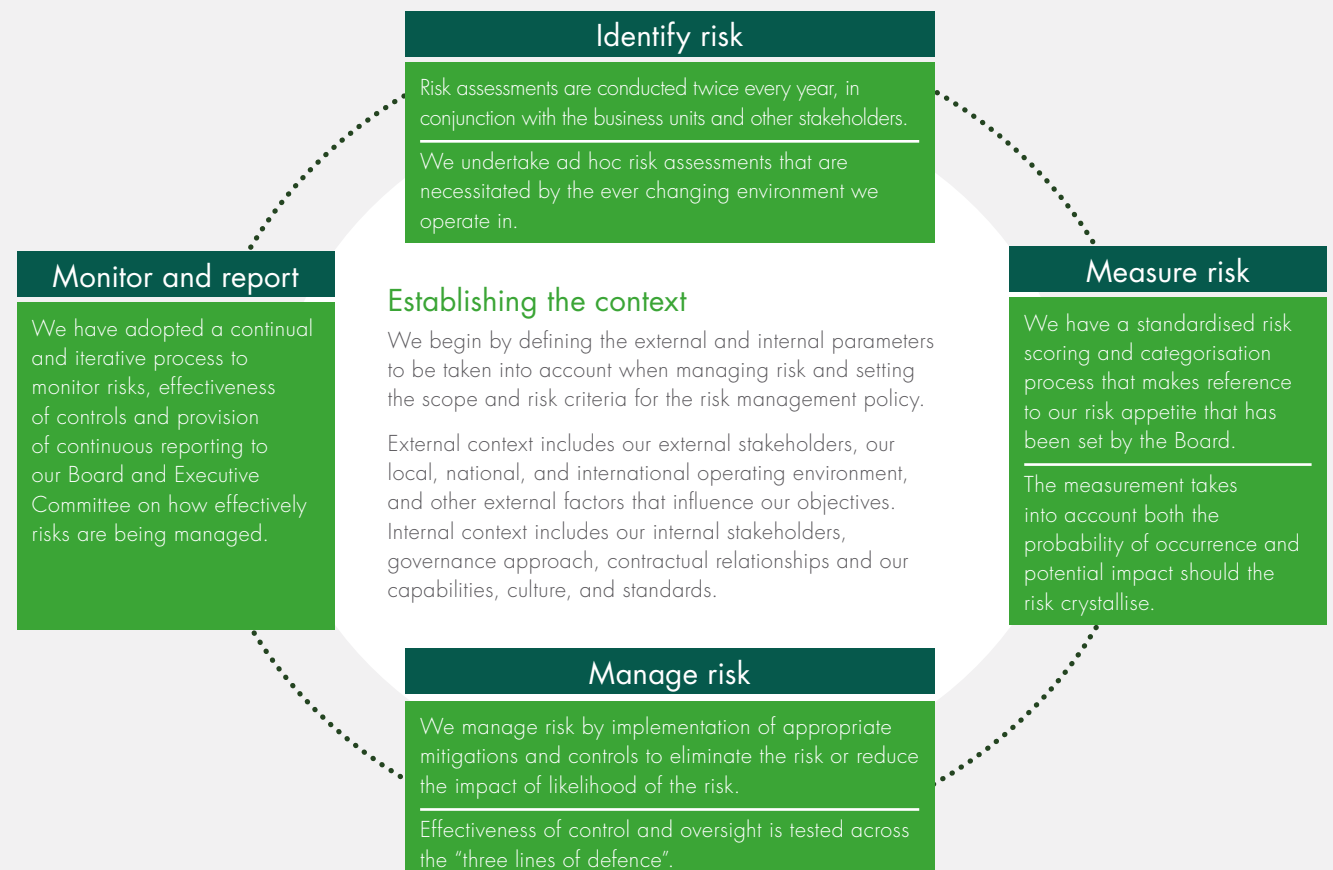 Identify risk
Risk assessments are conducted twice every year, in
conjunction with the business units and other stakeholders.
We undertake ad hoc risk assessments that are
necessitated by the ever changing environment we
operate in.
Measure risk
We have a standardised risk
scoring and categorisation
process that makes reference
to our risk appetite that has
been set by the Board.
The measurement takes
into account both the
probability of occurrence and
potential impact should the
risk crystallise.
Manage risk
We manage risk by implementation of appropriate
mitigations and controls to eliminate the risk or reduce
the impact of likelihood of the risk.
Effectiveness of control and oversight is tested across
the “three lines of defence”.
Monitor and report
We have adopted a continual
and iterative process to
monitor risks, effectiveness
of controls and provision
of continuous reporting to
our Board and Executive
Committee on how effectively
risks are being managed.
Establishing the context
We begin by defining the external and internal parameters
to be taken into account when managing risk and setting
the scope and risk criteria for the risk management policy.
External context includes our external stakeholders, our
local, national, and international operating environment,
and other external factors that influence our objectives.
Internal context includes our internal stakeholders,
governance approach, contractual relationships and our
capabilities, culture, and standards.